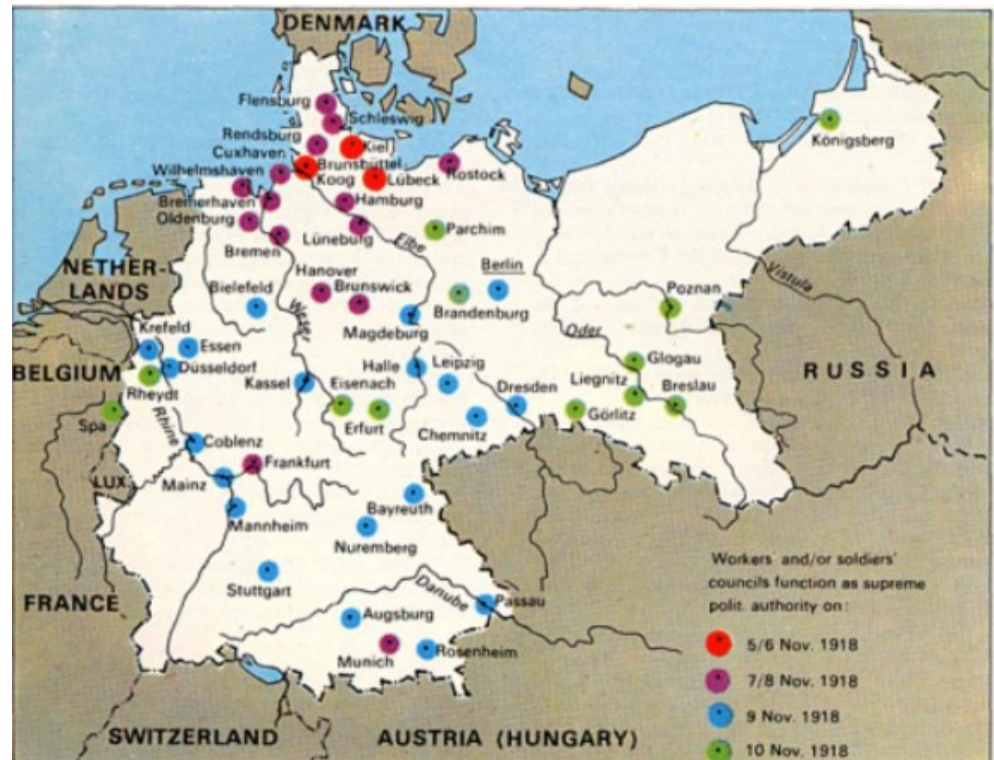 DENMARK
Flensburg
Schleswig
Rendsburg
Kiel
Cuxhaven
Brunsbüttel
Koog
Wilhelmshaven
Lübeck
Rostock
Königsberg
Bremerhaven
Hamburg
Oldenburg
Lüneburg
Elbe
Parchim
Bremen
NETHER-
LANDS
Hanover
Berlin
Vistula
Bielefeld
Brunswick
Weser
Brandenburg
Poznan
Magdeburg
Oder
Krefeld
Essen
Düsseldorf
BELGIUM
Rheydt
Kassel
Eisenach
Halle
Leipzig
Glogau
Liegnitz
Breslau
RUSSIA
Dresden
Spa
Rhine
Erfurt
Chemnitz
Görlitz
Coblenz
Frankfurt
LUX.
Mainz
Bayreuth
Mannheim
Nuremberg
Stuttgart
FRANCE
Danube
Passau
Augsburg
Munich
Rosenheim
SWITZERLAND
AUSTRIA (HUNGARY)
Workers' and/or soldiers'
councils function as supreme
polit. authority on:
5/6 Nov. 1918
7/8 Nov. 1918
9 Nov. 1918
10 Nov. 1918